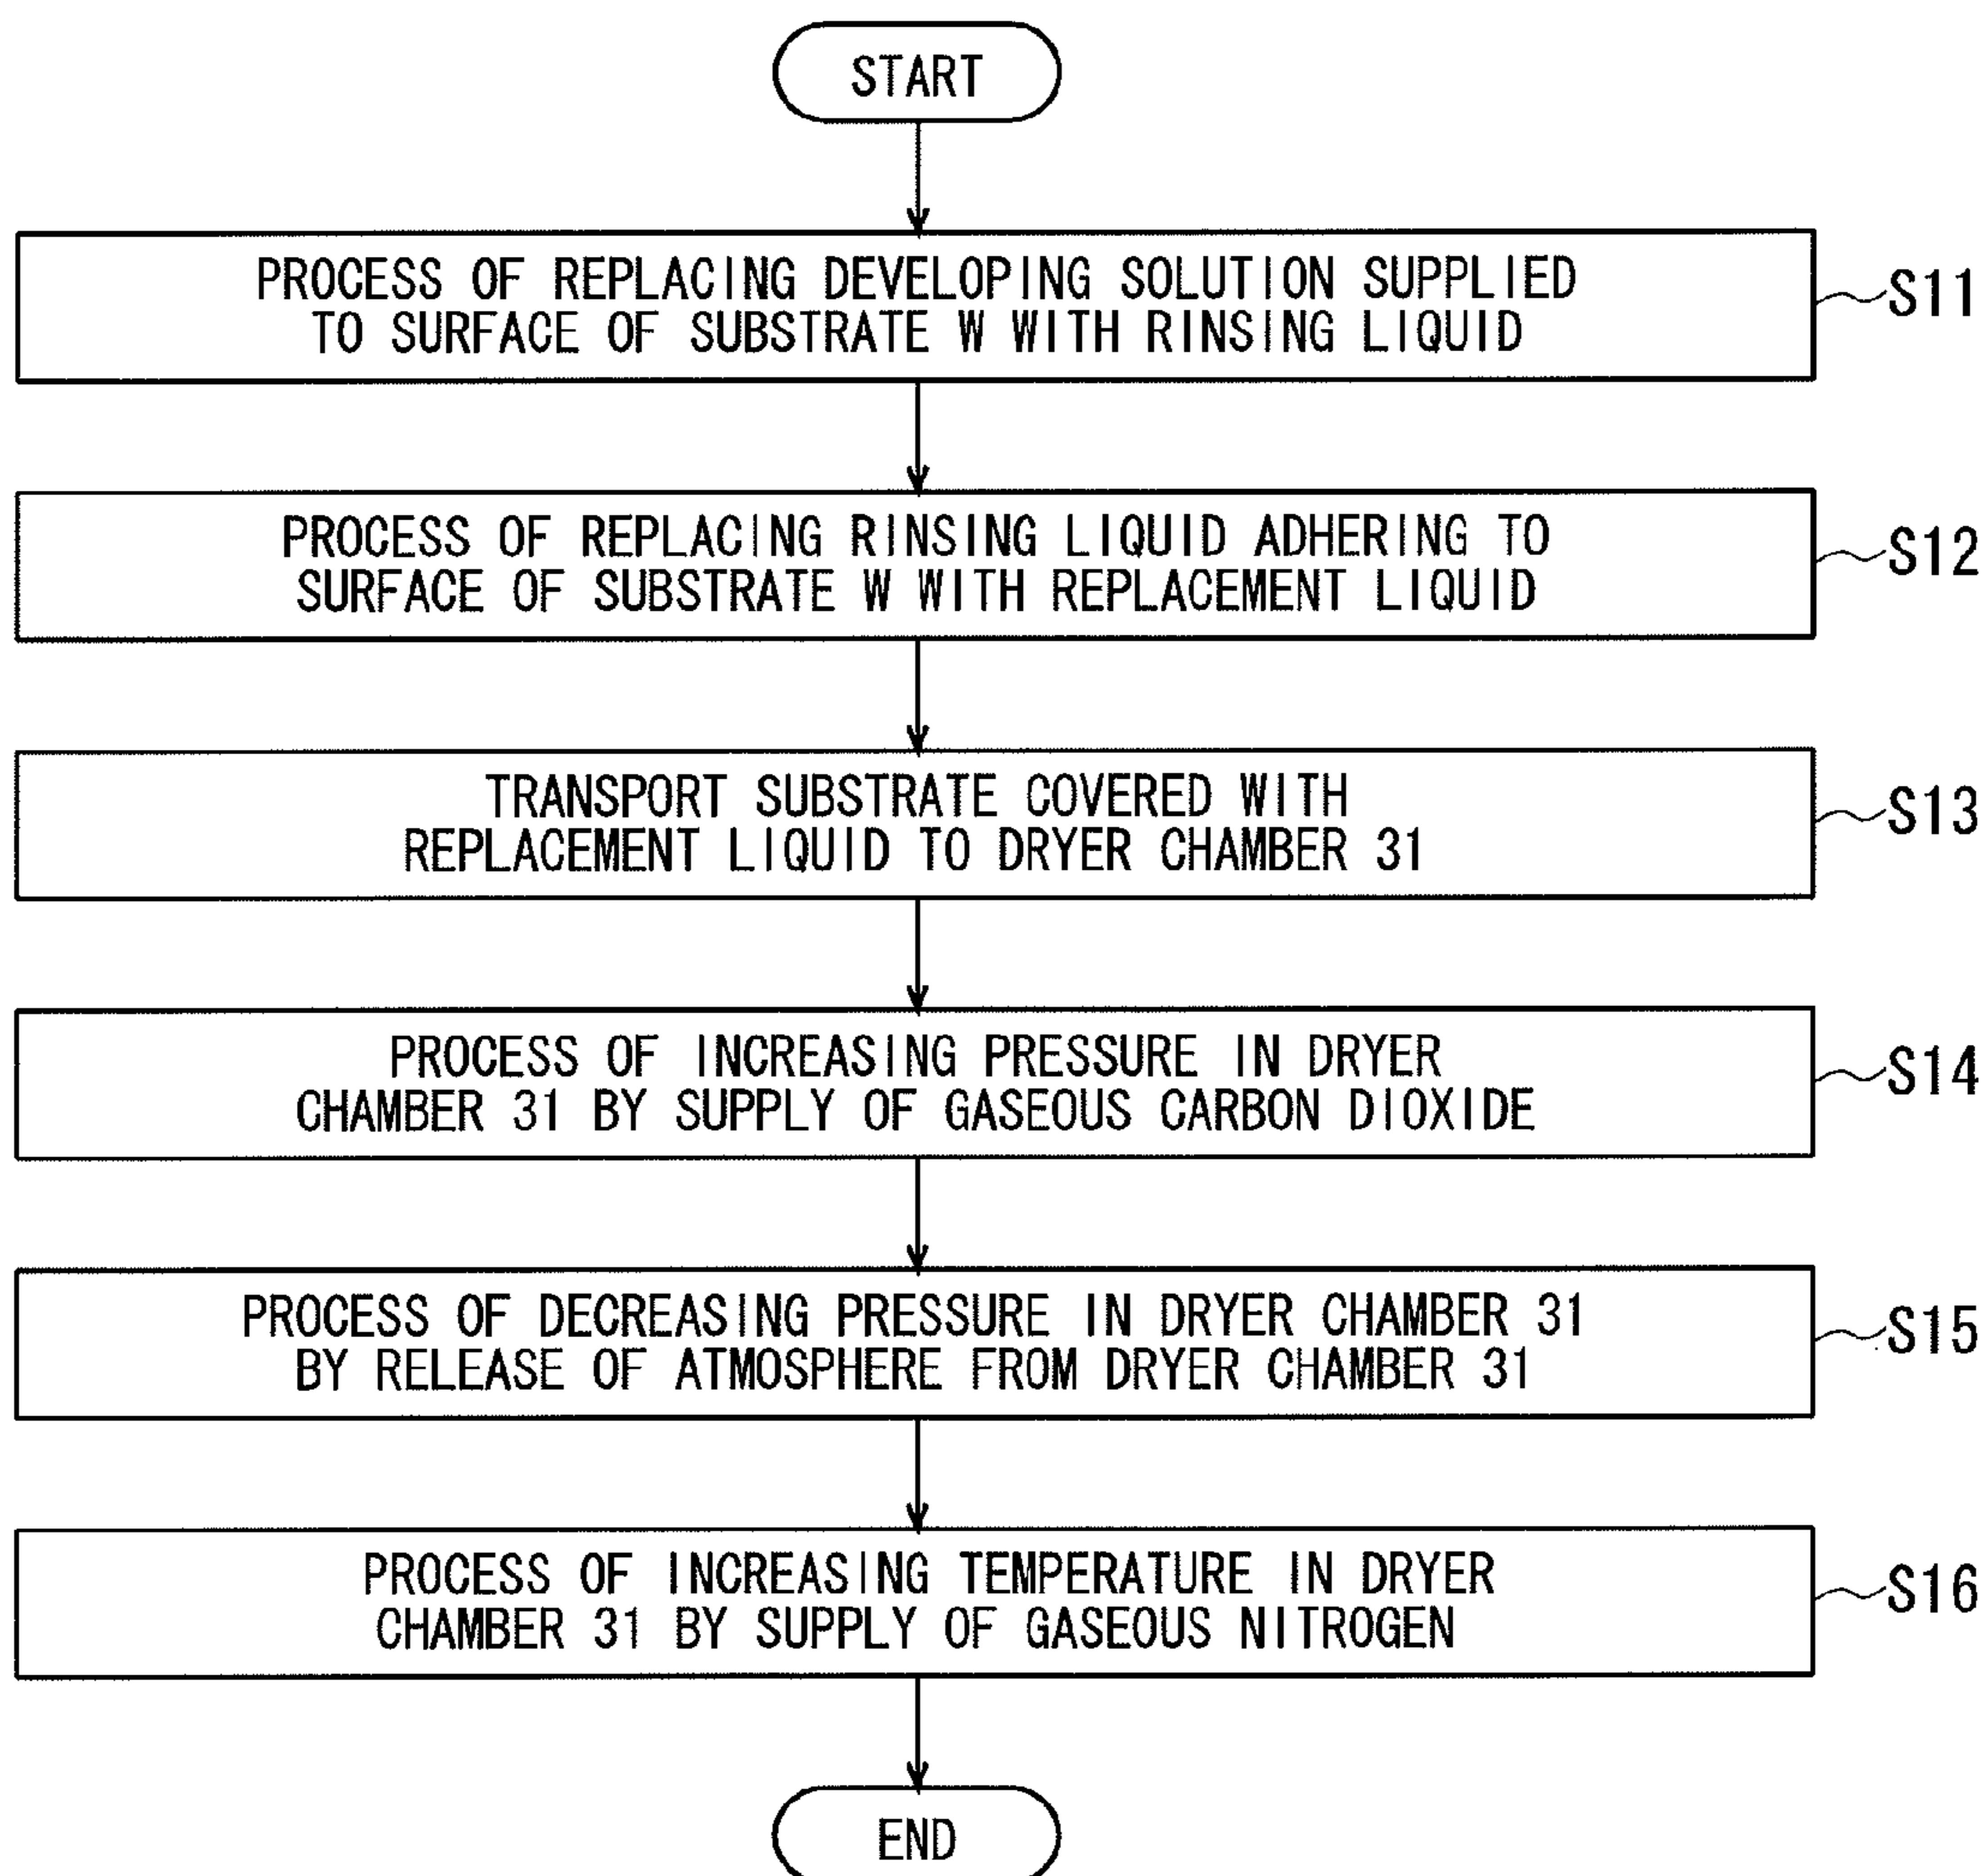 START
PROCESS OF REPLACING DEVELOPING SOLUTION SUPPLIED
TO SURFACE OF SUBSTRATE W WITH RINSING LIQUID
S11
PROCESS OF REPLACING RINSING LIQUID ADHERING TO
SURFACE OF SUBSTRATE W WITH REPLACEMENT LIQUID
S12
TRANSPORT SUBSTRATE COVERED WITH
REPLACEMENT LIQUID TO DRYER CHAMBER 31
S13
PROCESS OF INCREASING PRESSURE IN DRYER
CHAMBER 31 BY SUPPLY OF GASEOUS CARBON DIOXIDE
S14
PROCESS OF DECREASING PRESSURE IN DRYER CHAMBER 31
BY RELEASE OF ATMOSPHERE FROM DRYER CHAMBER 31
S15
PROCESS OF INCREASING TEMPERATURE IN DRYER
CHAMBER 31 BY SUPPLY OF GASEOUS NITROGEN
S16
END